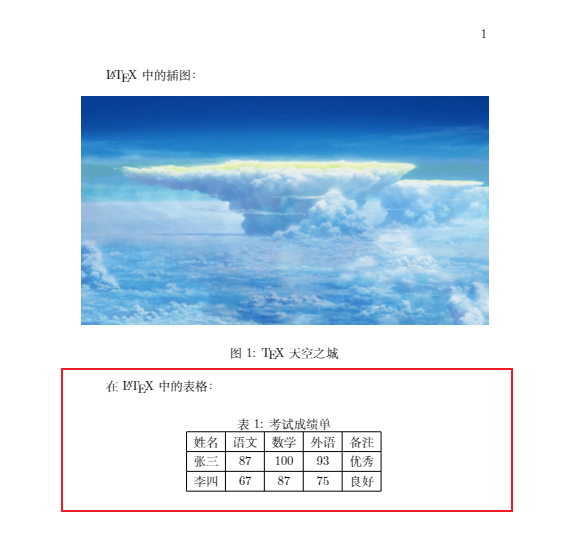 1
LATEX 中的插图：
图 1: TEX 天空之城
在 LATEX 中的表格：
表 1: 考试成绩单
姓名 语文 数学 外语 备注
张三 87 100 93 优秀
李四 67 87 75 良好